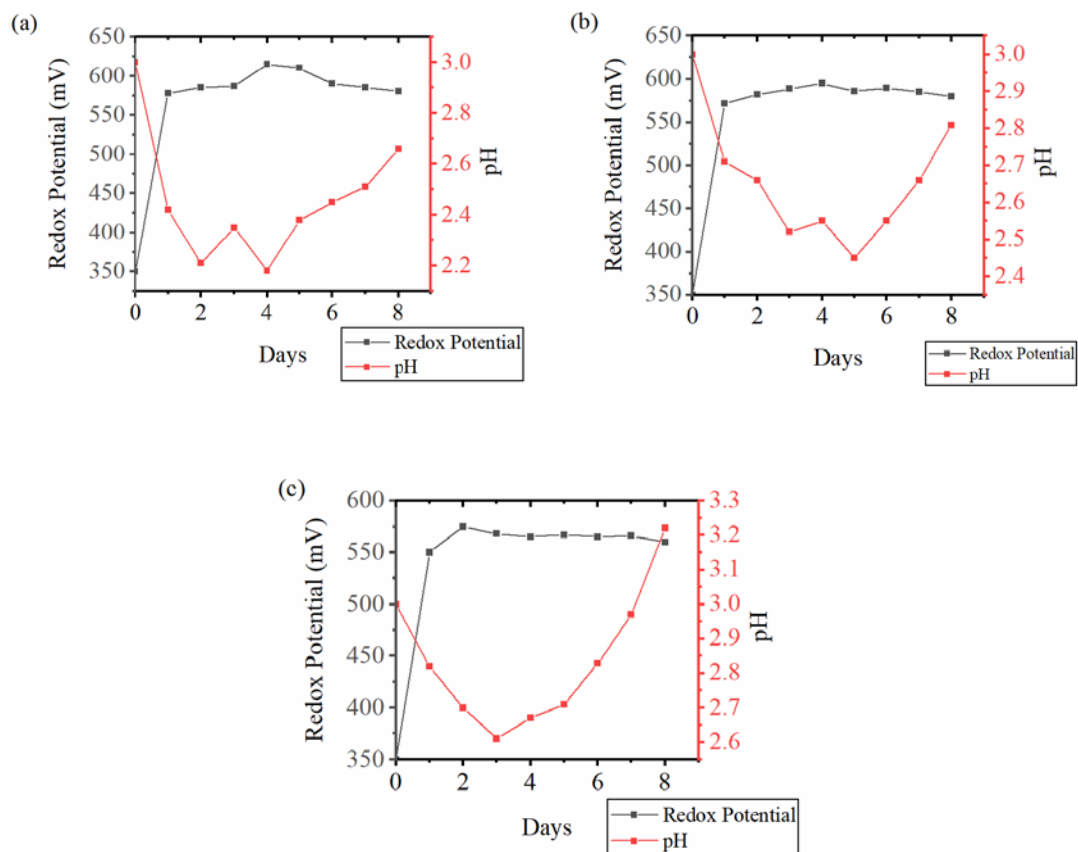 (a)
650
600
550
500
450
400
350
Redox Potential (mV)
3.0
2.8
2.6
2.4
2.2
pH
0 2 4 6 8
Days
Redox Potential
pH
(b)
650
600
550
500
450
400
350
Redox Potential (mV)
3.0
2.9
2.8
2.7
2.6
2.5
2.4
pH
0 2 4 6 8
Days
Redox Potential
pH
(c)
600
550
500
450
400
350
Redox Potential (mV)
3.3
3.2
3.1
3.0
2.9
2.8
2.7
2.6
pH
0 2 4 6 8
Days
Redox Potential
pH